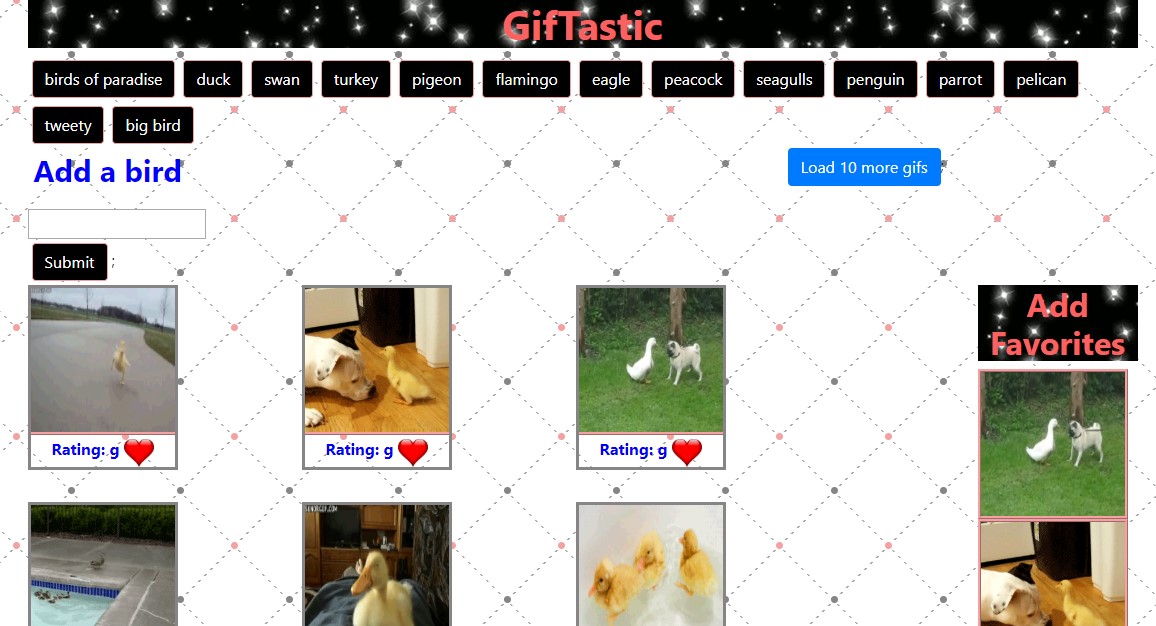 GifTastic
birds of paradise duck swan turkey pigeon flamingo eagle peacock seagulls penguin parrot pelican
tweety big bird
Add a bird
Load 10 more gifs ;
Submit ;
Add
Favorites
Rating: g Rating: g Rating: g